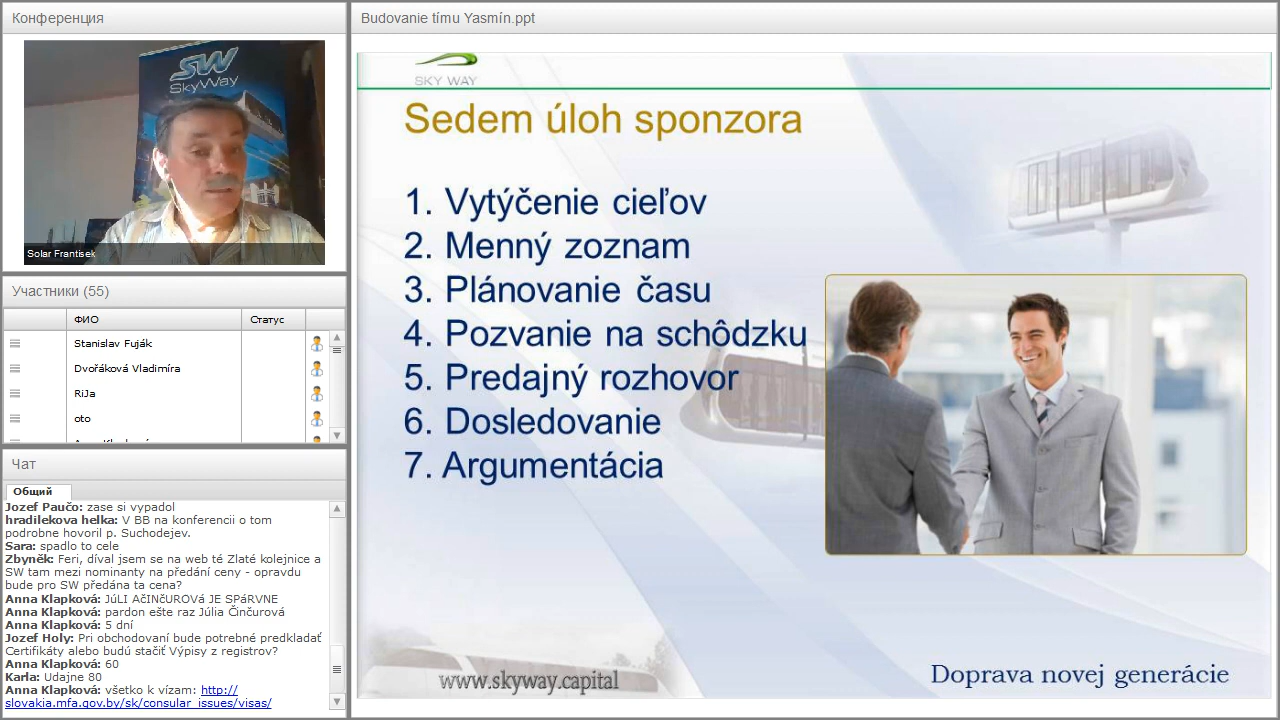 Конференция
SW
SkyWay
Solar Frantisek
Участники (55)
ФИО
Статус
Stanislav Fuják
Dvořáková Vladimíra
RiJa
oto
Чат
Общий
Jozef Paučo: zase si vypadol
hradilekova helka: V BB na konferencii o tom
podrobne hovoril p. Suchodejev.
Sara: spadlo to cele
Zbyněk: Feri, díval jsem se na web té Zlaté kolejnice a
SW tam mezi nominanty na předání ceny - opravdu
bude pro SW předána ta cena?
Anna Klapková: JúLI AčINčUROVá JE SPáRVNE
Anna Klapková: pardon ešte raz Júlia Činčurová
Anna Klapková: 5 dní
Jozef Holy: Pri obchodovaní bude potrebné predkladať
Certifikáty alebo budú stačiť Výpisy z registrov?
Anna Klapková: 60
Karla: Udajne 80
Anna Klapková: všetko k vízam: http://
slovakia.mfa.gov.by/sk/consular_issues/visas/
Budovanie tímu Yasmín.ppt
SKY WAY
Sedem úloh sponzora
1. Vytýčenie cieľov
2. Menný zoznam
3. Plánovanie času
4. Pozvanie na schôdzku
5. Predajný rozhovor
6. Dosledovanie
7. Argumentácia
www.skyway.capital
Doprava novej generácie